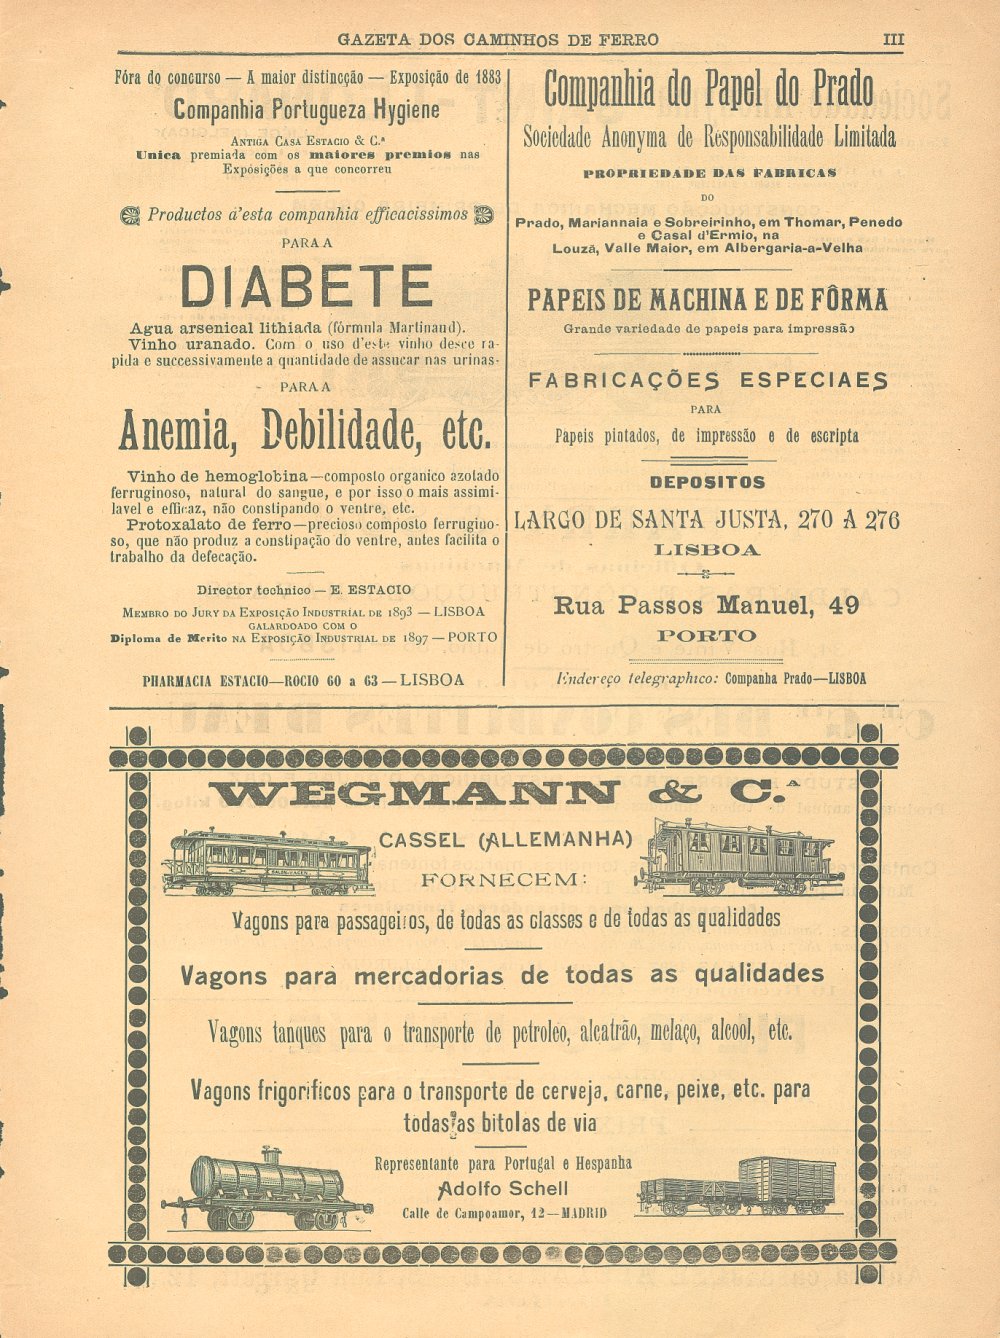 GAZETA DOS CAMINHOS DE FERRO
III
Fóra do concurso — A maior distincção — Exposição de 1883
Companhia Portugueza Hygiene
ANTIGA CASA ESTACIO & C.ª
Unica premiada com os maiores premios nas
Exposições a que concorreu
Productos d'esta companhia efficacissimos
PARA A
DIABETE
Agua arsenical lithiada (fórmula Martinaud).
Vinho uranado. Com o uso d'este vinho desce ra-
pida e successivamente a quantidade de assucar nas urinas.
PARA A
Anemia, Debilidade, etc.
Vinho de hemoglobina—composto organico azotado
ferruginoso, natural do sangue, e por isso o mais assimi-
lavel e efficaz, não constipando o ventre, etc.
Protoxalato de ferro—precioso composto ferrugino-
so, que não produz a constipação do ventre, antes facilita o
trabalho da defecação.
Director technico — E. ESTACIO
MEMBRO DO JURY DA EXPOSIÇÃO INDUSTRIAL DE 1893 — LISBOA
GALARDOADO COM O
Diploma de Merito NA EXPOSIÇÃO INDUSTRIAL DE 1897 — PORTO
PHARMACIA ESTACIO—ROCIO 60 a 63 — LISBOA
Companhia do Papel do Prado
Sociedade Anonyma de Responsabilidade Limitada
PROPRIEDADE DAS FABRICAS
DO
Prado, Mariannaia e Sobreirinho, em Thomar, Penedo
e Casal d'Ermio, na
Louzã, Valle Maior, em Albergaria-a-Velha
PAPEIS DE MACHINA E DE FÔRMA
Grande variedade de papeis para impressão
FABRICAÇÕES ESPECIAES
PARA
Papeis pintados, de impressão e de escripta
DEPOSITOS
LARGO DE SANTA JUSTA, 270 A 276
LISBOA
Rua Passos Manuel, 49
PORTO
Endereço telegraphico: Companha Prado—LISBOA
WEGMANN & C.ᴬ
CASSEL (ALLEMANHA)
FORNECEM:
Vagons para passageiros, de todas as classes e de todas as qualidades
Vagons para mercadorias de todas as qualidades
Vagons tanques para o transporte de petroleo, alcatrão, melaço, alcool, etc.
Vagons frigorificos para o transporte de cerveja, carne, peixe, etc. para
todas as bitolas de via
Representante para Portugal e Hespanha
Adolfo Schell
Calle de Campoamor, 12—MADRID